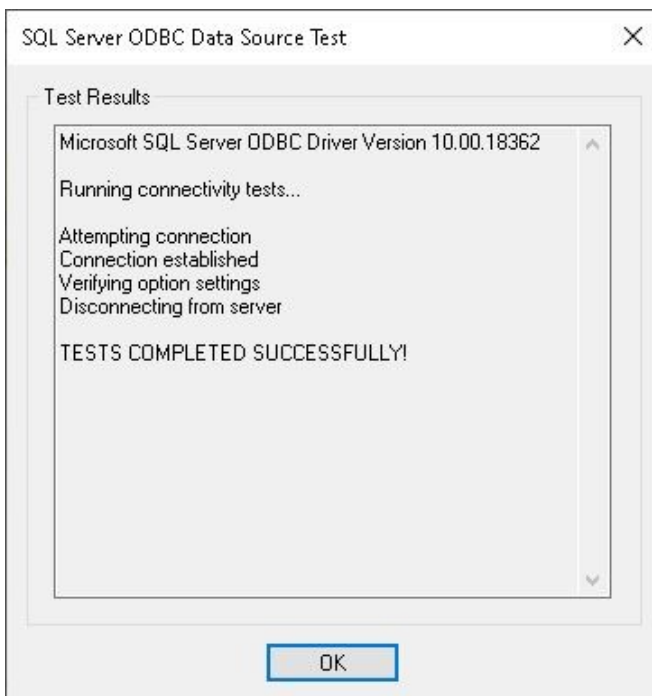 SQL Server ODBC Data Source Test
Test Results
Microsoft SQL Server ODBC Driver Version 10.00.18362
Running connectivity tests...
Attempting connection
Connection established
Verifying option settings
Disconnecting from server
TESTS COMPLETED SUCCESSFULLY!
OK